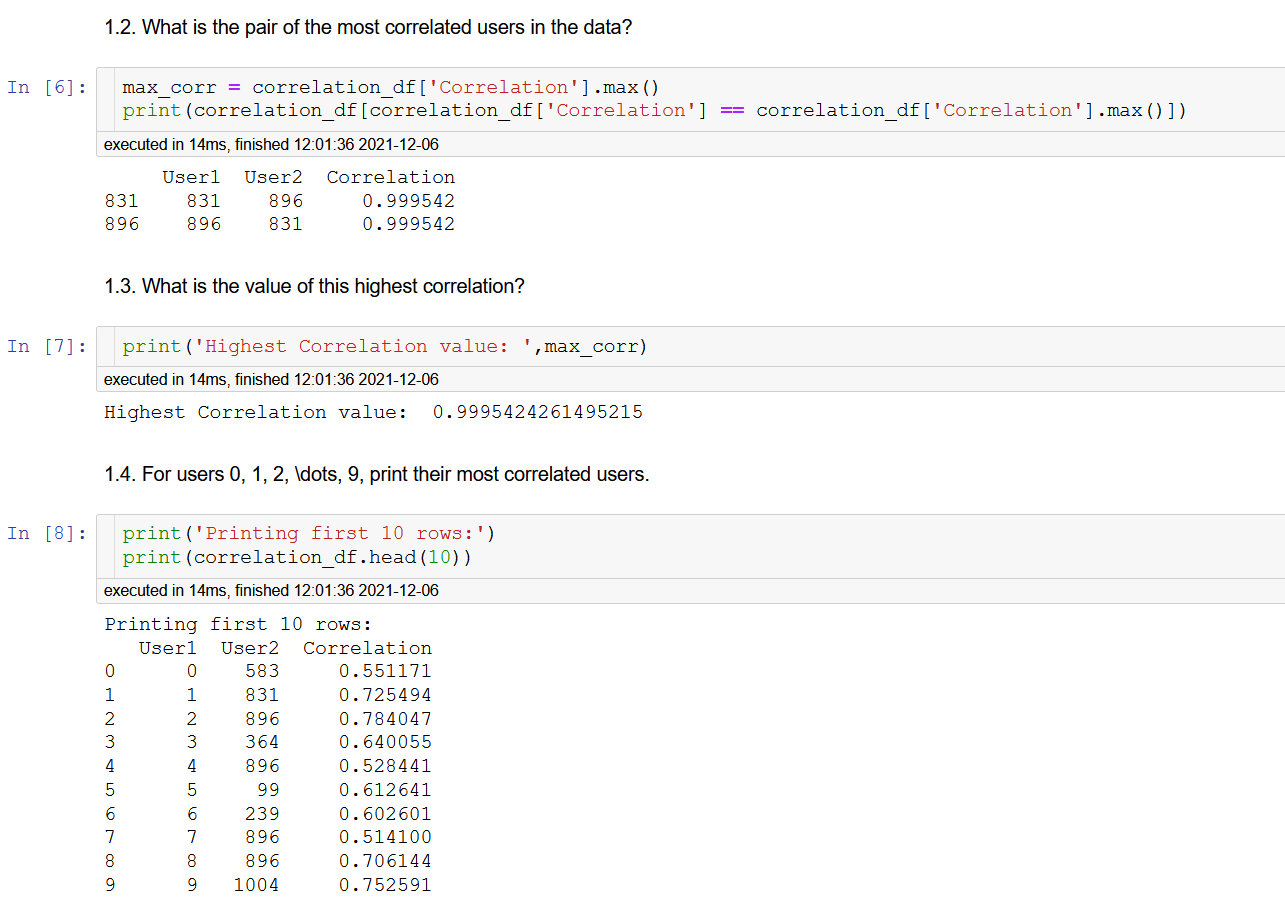 1.2. What is the pair of the most correlated users in the data?
In [6]: max_corr = correlation_df['Correlation'].max()
print(correlation_df[correlation_df['Correlation'] == correlation_df['Correlation'].max()])
executed in 14ms, finished 12:01:36 2021-12-06
User1 User2 Correlation
831 831 896 0.999542
896 896 831 0.999542
1.3. What is the value of this highest correlation?
In [7]: print('Highest Correlation value: ',max_corr)
executed in 14ms, finished 12:01:36 2021-12-06
Highest Correlation value:  0.9995424261495215
1.4. For users 0, 1, 2, \dots, 9, print their most correlated users.
In [8]: print('Printing first 10 rows:')
print(correlation_df.head(10))
executed in 14ms, finished 12:01:36 2021-12-06
Printing first 10 rows:
User1 User2 Correlation
0 0 583 0.551171
1 1 831 0.725494
2 2 896 0.784047
3 3 364 0.640055
4 4 896 0.528441
5 5 99 0.612641
6 6 239 0.602601
7 7 896 0.514100
8 8 896 0.706144
9 9 1004 0.752591